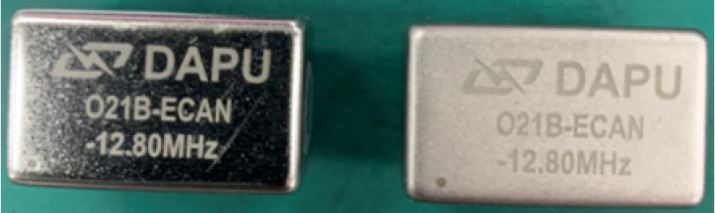 DAPU
O21B-ECAN
-12.80MHz
DAPU
O21B-ECAN
-12.80MHz